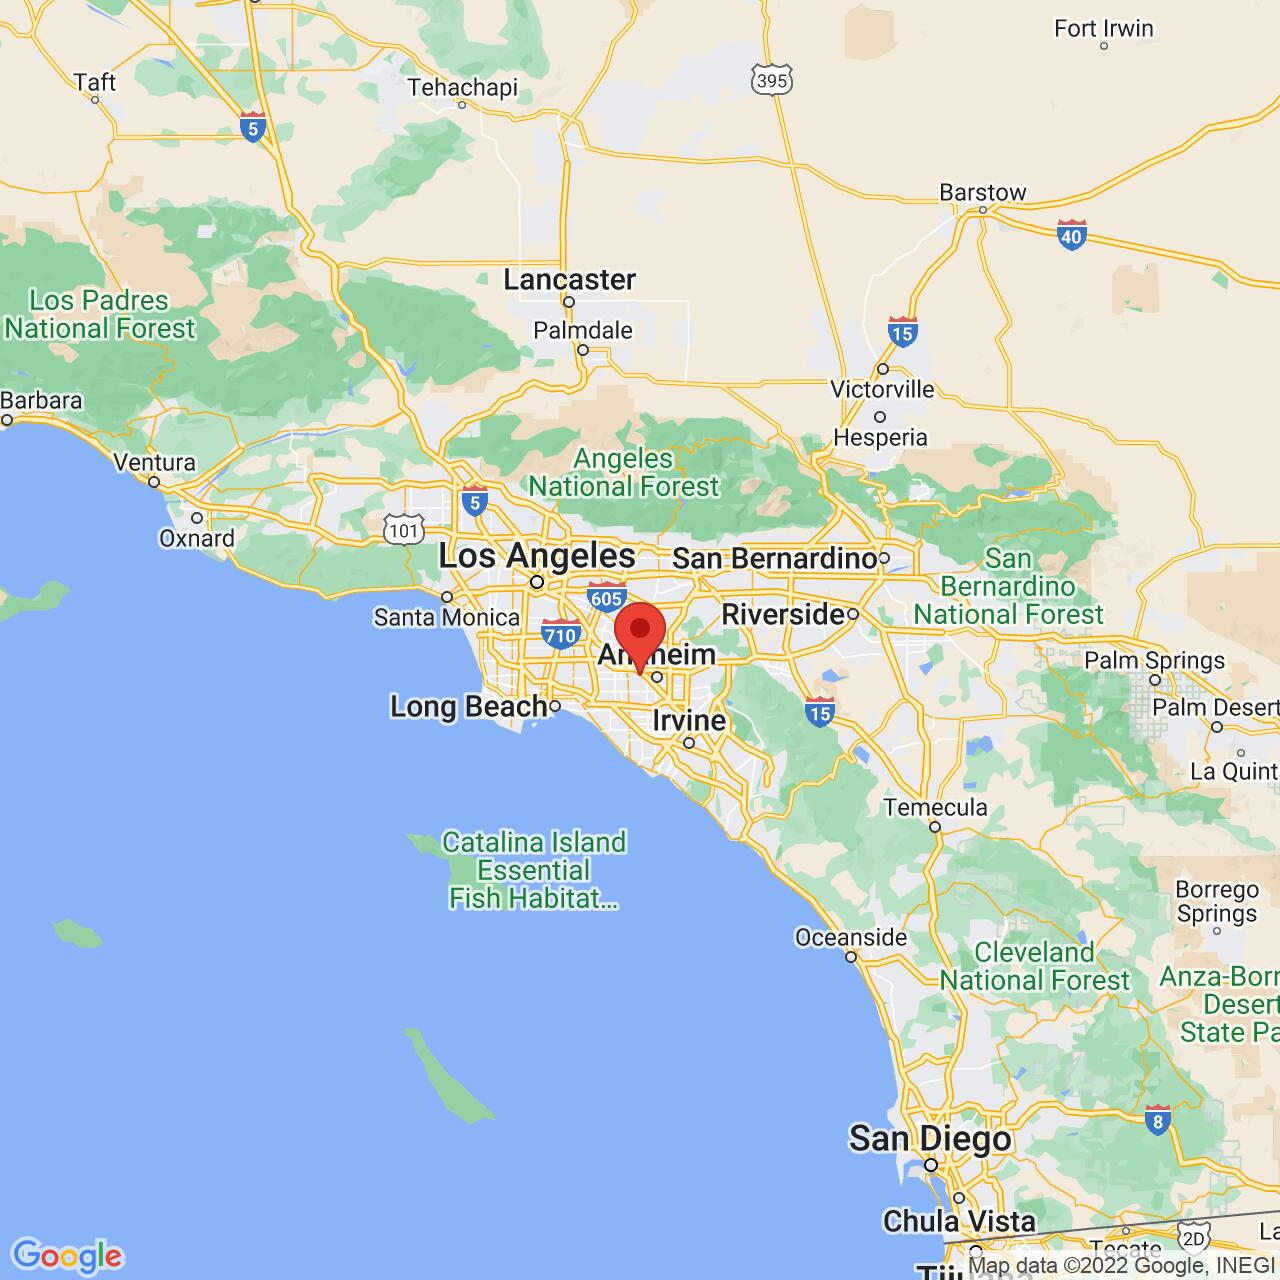 Fort Irwin
395
Taft
Tehachapi
5
Barstow
40
Lancaster
Los Padres
National Forest
Palmdale
15
Victorville
Barbara
Hesperia
Ventura
Angeles
National Forest
5
101
Oxnard
Los Angeles
San Bernardino
San
Bernardino
National Forest
605
Santa Monica
Riverside
710
Anaheim
Palm Springs
Long Beach
15
Palm Desert
Irvine
La Quint
Temecula
Catalina Island
Essential
Fish Habitat...
Borrego
Springs
Oceanside
Cleveland
National Forest
Anza-Borr
Desert
State Pa
8
San Diego
Chula Vista
2D
La
Tecate
Google
Map data ©2022 Google, INEGI